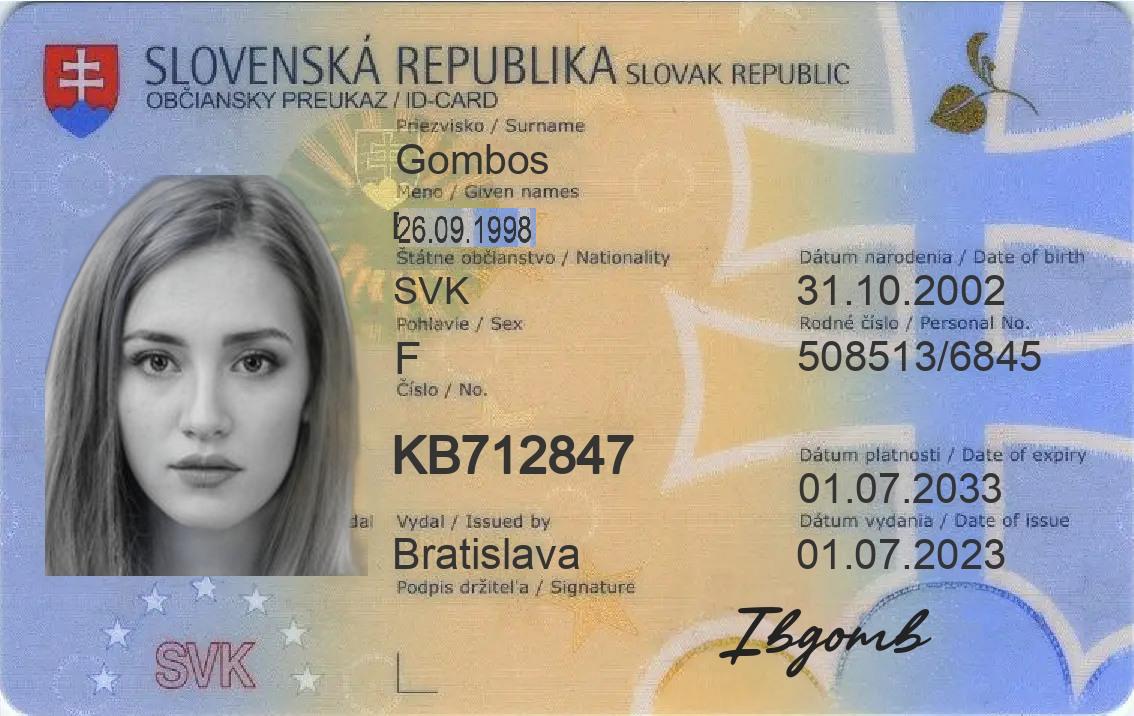 SLOVENSKÁ REPUBLIKA SLOVAK REPUBLIC
OBČIANSKY PREUKAZ / ID-CARD
Priezvisko / Surname
Gombos
Meno / Given names
26.09.1998
Štátne občianstvo / Nationality
SVK
Dátum narodenia / Date of birth
31.10.2002
Pohlavie / Sex
F
Rodné číslo / Personal No.
508513/6845
Číslo / No.
KB712847
Dátum platnosti / Date of expiry
01.07.2033
dal Vydal / Issued by
Bratislava
Dátum vydania / Date of issue
01.07.2023
Podpis držiteľa / Signature
Ibgomb
SVK